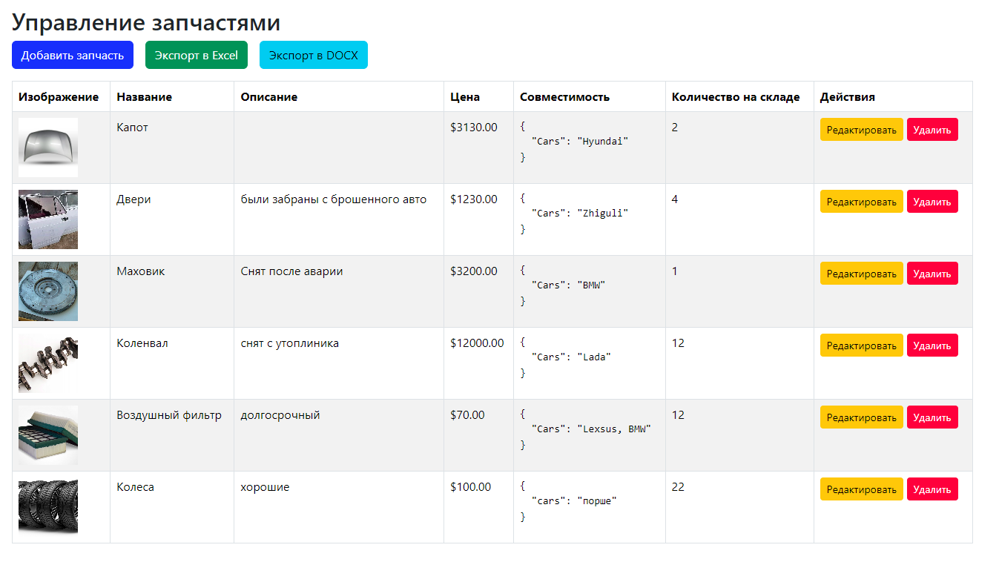 Управление запчастями
Добавить запчасть Экспорт в Excel Экспорт в DOCX
Изображение Название Описание Цена Совместимость Количество на складе Действия
Капот $3130.00 { 2 Редактировать Удалить
"Cars": "Hyundai"
}
Двери были забраны с брошенного авто $1230.00 { 4 Редактировать Удалить
"Cars": "Zhiguli"
}
Маховик Снят после аварии $3200.00 { 1 Редактировать Удалить
"Cars": "BMW"
}
Коленвал снят с утоплиника $12000.00 { 12 Редактировать Удалить
"Cars": "Lada"
}
Воздушный фильтр долгосрочный $70.00 { 12 Редактировать Удалить
"Cars": "Lexsus, BMW"
}
Колеса хорошие $100.00 { 22 Редактировать Удалить
"cars": "порше"
}